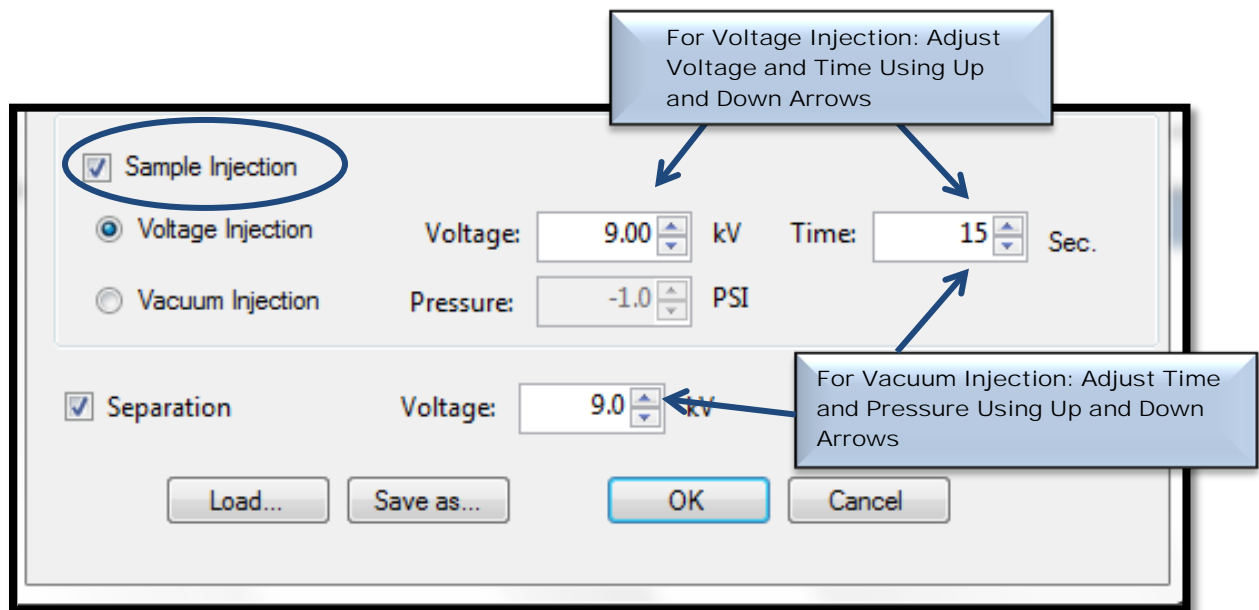 For Voltage Injection: Adjust
Voltage and Time Using Up
and Down Arrows
Sample Injection
Voltage Injection Voltage: 9.00 kV Time: 15 Sec.
Vacuum Injection Pressure: -1.0 PSI
For Vacuum Injection: Adjust Time
and Pressure Using Up and Down
Arrows
Separation Voltage: 9.0 kV
Load... Save as... OK Cancel